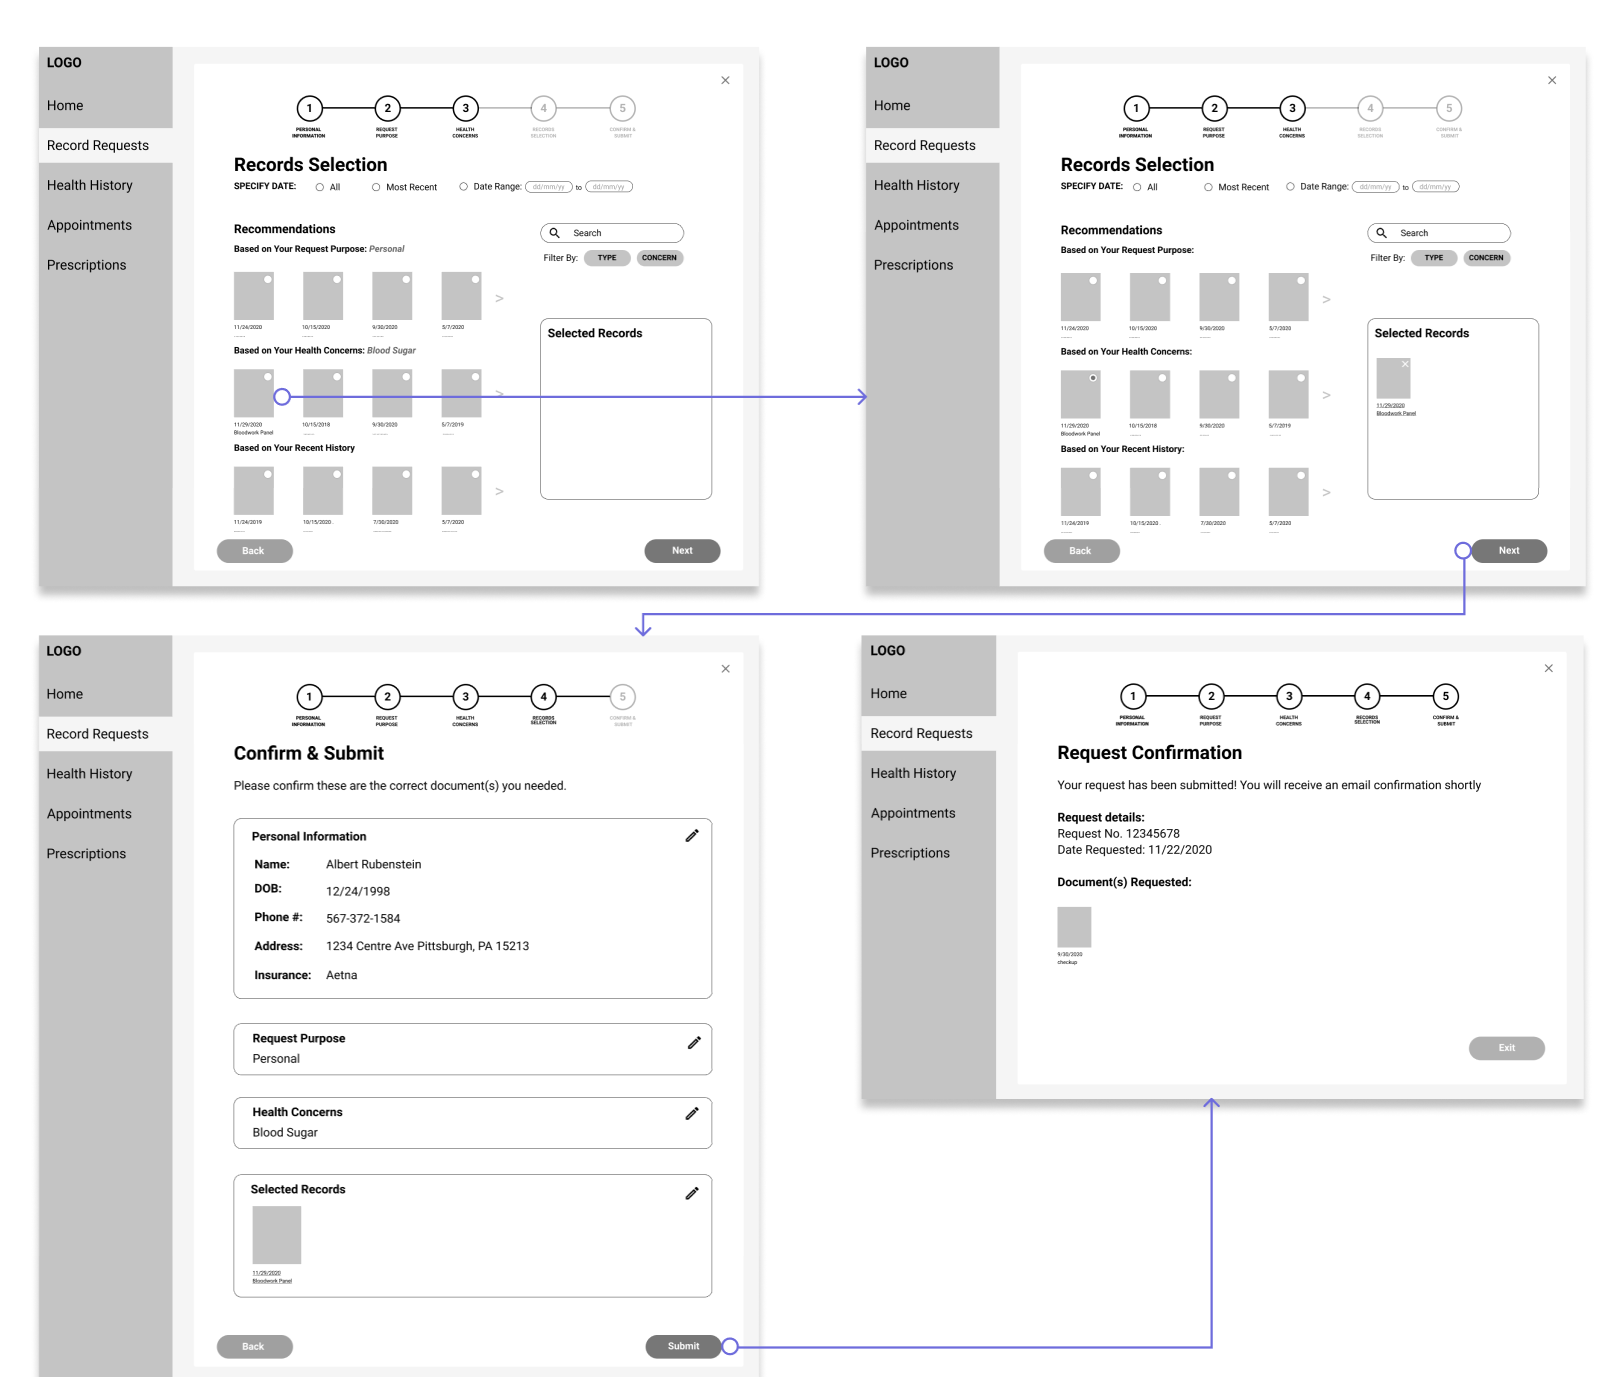 LOGO
Home
Record Requests
Health History
Appointments
Prescriptions
×
1 2 3 4 5
PERSONAL INFORMATION
REQUEST PURPOSE
HEALTH CONCERNS
RECORDS SELECTION
CONFIRM & SUBMIT
Records Selection
SPECIFY DATE: All Most Recent Date Range: dd/mm/yy to dd/mm/yy
Recommendations
Based on Your Request Purpose: Personal
11/24/2020 10/15/2020 9/30/2020 5/7/2020 >
Based on Your Health Concerns: Blood Sugar
11/29/2020 10/15/2018 9/30/2020 5/7/2019 >
Bloodwork Panel
Based on Your Recent History
11/24/2019 10/15/2020. 7/30/2020 5/7/2020 >
Search
Filter By: TYPE CONCERN
Selected Records
Back
Next
LOGO
Home
Record Requests
Health History
Appointments
Prescriptions
×
1 2 3 4 5
PERSONAL INFORMATION
REQUEST PURPOSE
HEALTH CONCERNS
RECORDS SELECTION
CONFIRM & SUBMIT
Records Selection
SPECIFY DATE: All Most Recent Date Range: dd/mm/yy to dd/mm/yy
Recommendations
Based on Your Request Purpose:
11/24/2020 10/15/2020 9/30/2020 5/7/2020 >
Based on Your Health Concerns:
11/29/2020 10/15/2018 9/30/2020 5/7/2019 >
Bloodwork Panel
Based on Your Recent History:
11/24/2019 10/15/2020. 7/30/2020 5/7/2020 >
Search
Filter By: TYPE CONCERN
Selected Records
×
11/29/2020
Bloodwork Panel
Back
Next
LOGO
Home
Record Requests
Health History
Appointments
Prescriptions
×
1 2 3 4 5
PERSONAL INFORMATION
REQUEST PURPOSE
HEALTH CONCERNS
RECORDS SELECTION
CONFIRM & SUBMIT
Confirm & Submit
Please confirm these are the correct document(s) you needed.
Personal Information
Name: Albert Rubenstein
DOB: 12/24/1998
Phone #: 567-372-1584
Address: 1234 Centre Ave Pittsburgh, PA 15213
Insurance: Aetna
Request Purpose
Personal
Health Concerns
Blood Sugar
Selected Records
11/29/2020
Bloodwork Panel
Back
Submit
LOGO
Home
Record Requests
Health History
Appointments
Prescriptions
×
1 2 3 4 5
PERSONAL INFORMATION
REQUEST PURPOSE
HEALTH CONCERNS
RECORDS SELECTION
CONFIRM & SUBMIT
Request Confirmation
Your request has been submitted! You will receive an email confirmation shortly
Request details:
Request No. 12345678
Date Requested: 11/22/2020
Document(s) Requested:
9/30/2020
checkup
Exit